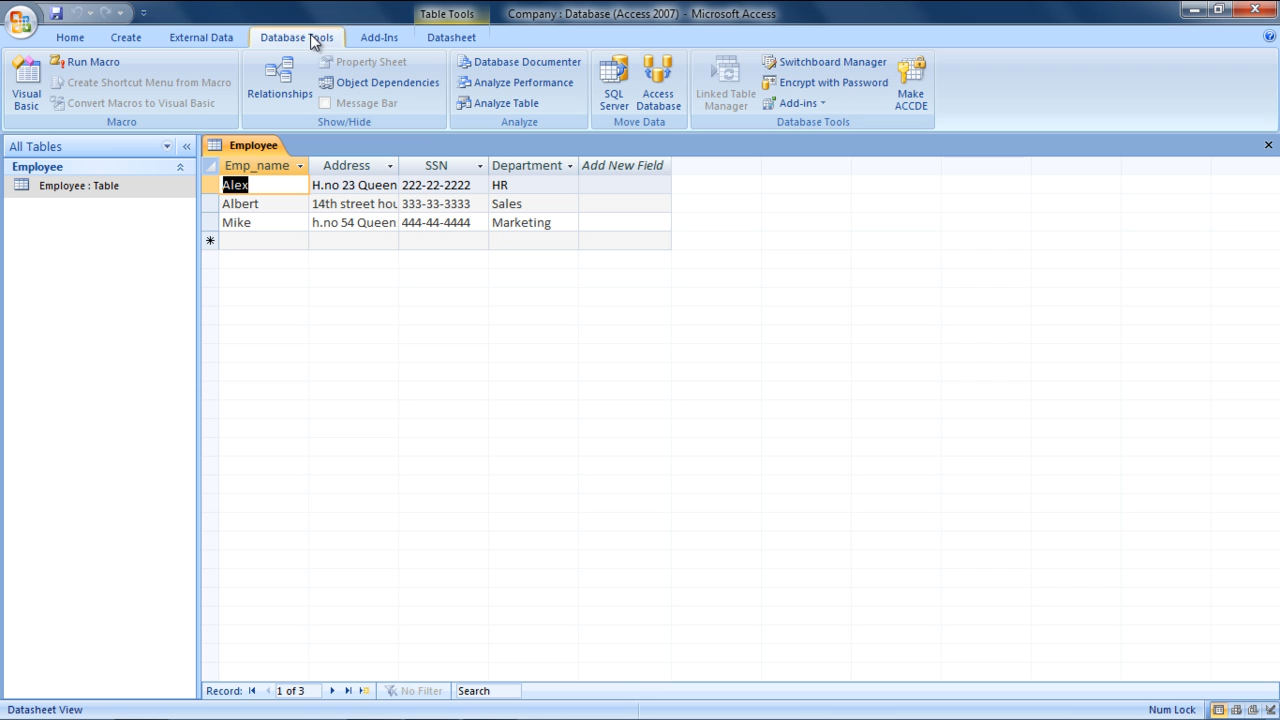 Table Tools Company : Database (Access 2007) - Microsoft Access
Home Create External Data Database Tools Add-Ins Datasheet
Visual Basic
Run Macro
Create Shortcut Menu from Macro
Convert Macros to Visual Basic
Macro
Relationships
Property Sheet
Object Dependencies
Message Bar
Show/Hide
Database Documenter
Analyze Performance
Analyze Table
Analyze
SQL Server
Access Database
Move Data
Linked Table Manager
Switchboard Manager
Encrypt with Password
Add-ins
Make ACCDE
Database Tools
All Tables
Employee
Employee : Table
Employee
Emp_name Address SSN Department Add New Field
Alex H.no 23 Queen 222-22-2222 HR
Albert 14th street hou 333-33-3333 Sales
Mike h.no 54 Queen 444-44-4444 Marketing
Record: 1 of 3 No Filter Search
Datasheet View Num Lock